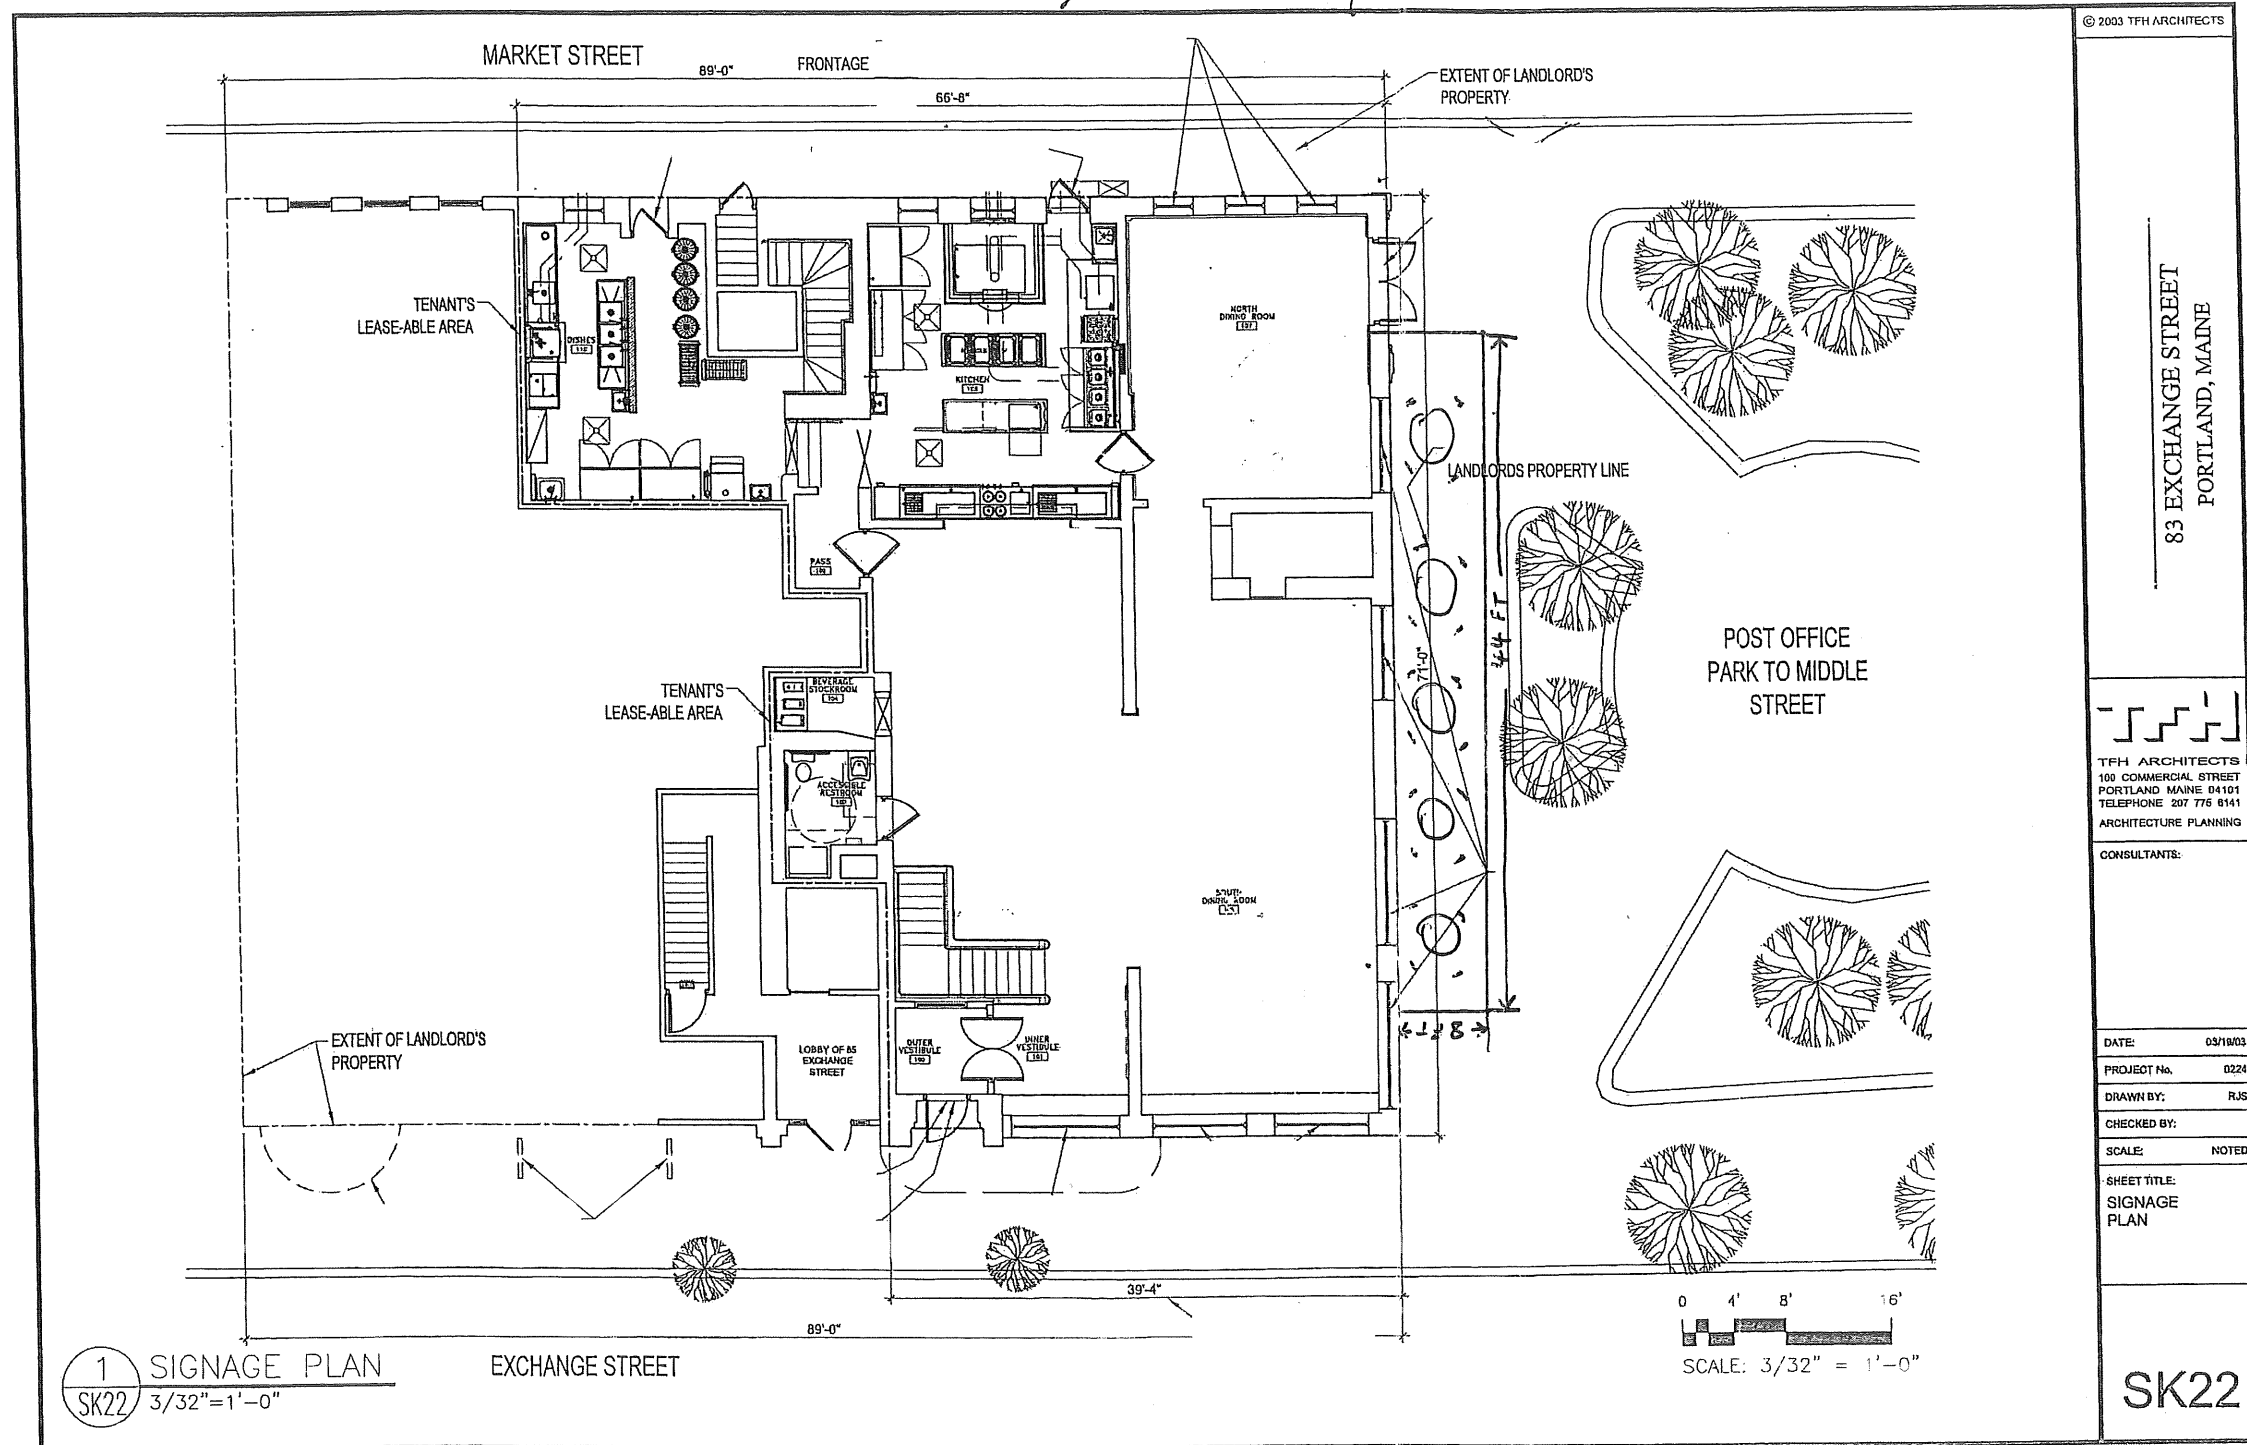 © 2003 TFH ARCHITECTS
MARKET STREET
89'-0"
FRONTAGE
66'-8"
EXTENT OF LANDLORD'S
PROPERTY
TENANT'S
LEASE-ABLE AREA
DISHES
NORTH
DINING ROOM
107
KITCHEN
LANDLORDS PROPERTY LINE
PASS
44 FT
71'-0"
POST OFFICE
PARK TO MIDDLE
STREET
TENANT'S
LEASE-ABLE AREA
BEVERAGE
STOCKROOM
104
ACCESSIBLE
RESTROOM
SOUTH
DINING ROOM
EXTENT OF LANDLORD'S
PROPERTY
LOBBY OF 85
EXCHANGE
STREET
OUTER
VESTIBULE
100
INNER
VESTIBULE
101
39'-4"
89'-0"
0 4' 8' 16'
SCALE: 3/32" = 1'-0"
1
SK22
SIGNAGE PLAN
3/32"=1'-0"
EXCHANGE STREET
83 EXCHANGE STREET
PORTLAND, MAINE
TFH
TFH ARCHITECTS
100 COMMERCIAL STREET
PORTLAND MAINE 04101
TELEPHONE 207 775 6141
ARCHITECTURE PLANNING
CONSULTANTS:
DATE: 03/19/03
PROJECT No. 0224
DRAWN BY: RJS
CHECKED BY:
SCALE: NOTED
SHEET TITLE:
SIGNAGE
PLAN
SK22